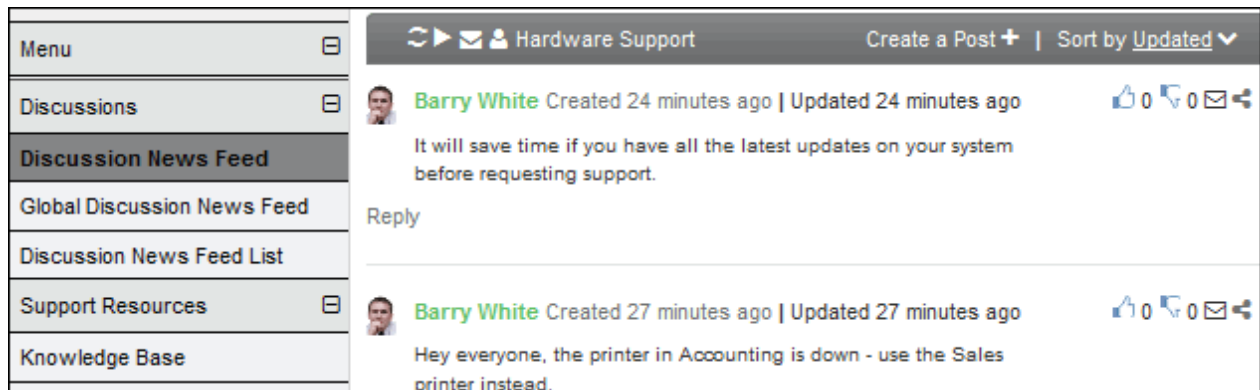 Menu
Discussions
Discussion News Feed
Global Discussion News Feed
Discussion News Feed List
Support Resources
Knowledge Base
Hardware Support Create a Post + | Sort by Updated
Barry White Created 24 minutes ago | Updated 24 minutes ago 0 0
It will save time if you have all the latest updates on your system
before requesting support.
Reply
Barry White Created 27 minutes ago | Updated 27 minutes ago 0 0
Hey everyone, the printer in Accounting is down - use the Sales
printer instead.